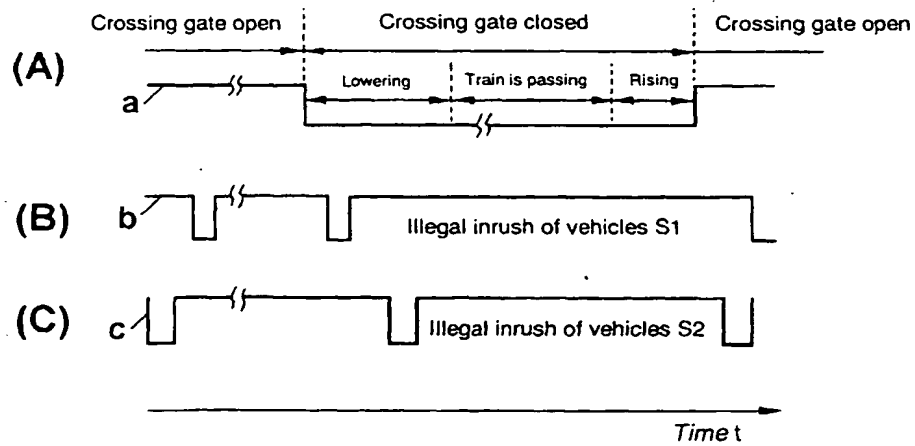 Crossing gate open Crossing gate closed Crossing gate open
(A)
Lowering Train is passing Rising
a
(B)
b
Illegal inrush of vehicles S1
(C)
c
Illegal inrush of vehicles S2
Time t